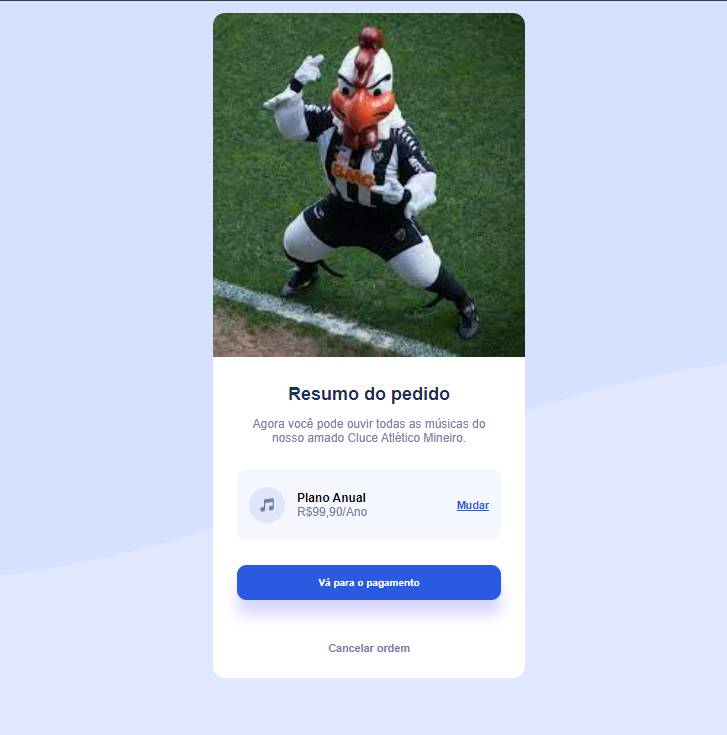 BMG
Resumo do pedido
Agora você pode ouvir todas as músicas do
nosso amado Cluce Atlético Mineiro.
Plano Anual
R$99,90/Ano
Mudar
Vá para o pagamento
Cancelar ordem